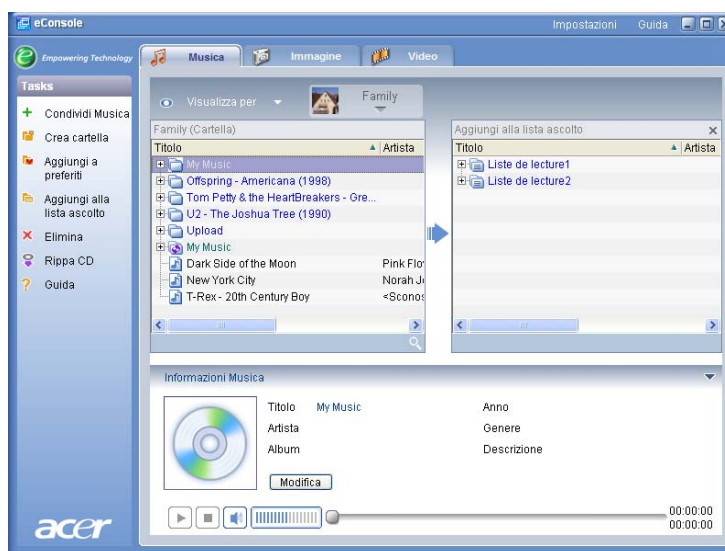 eConsole
Impostazioni Guida
Empowering Technology
Musica Immagine Video
Tasks
Condividi Musica
Crea cartella
Aggiungi a
preferiti
Aggiungi alla
lista ascolto
Elimina
Rippa CD
Guida
Visualizza per Family
Family (Cartella)
Titolo Artista
My Music
Offspring - Americana (1998)
Tom Petty & the HeartBreakers - Gre...
U2 - The Joshua Tree (1990)
Upload
My Music
Dark Side of the Moon Pink Flo
New York City Norah J
T-Rex - 20th Century Boy <Scono
Aggiungi alla lista ascolto
Titolo Artista
Liste de lecture1
Liste de lecture2
Informazioni Musica
Titolo My Music Anno
Artista Genere
Album Descrizione
Modifica
00:00:00
00:00:00
acer